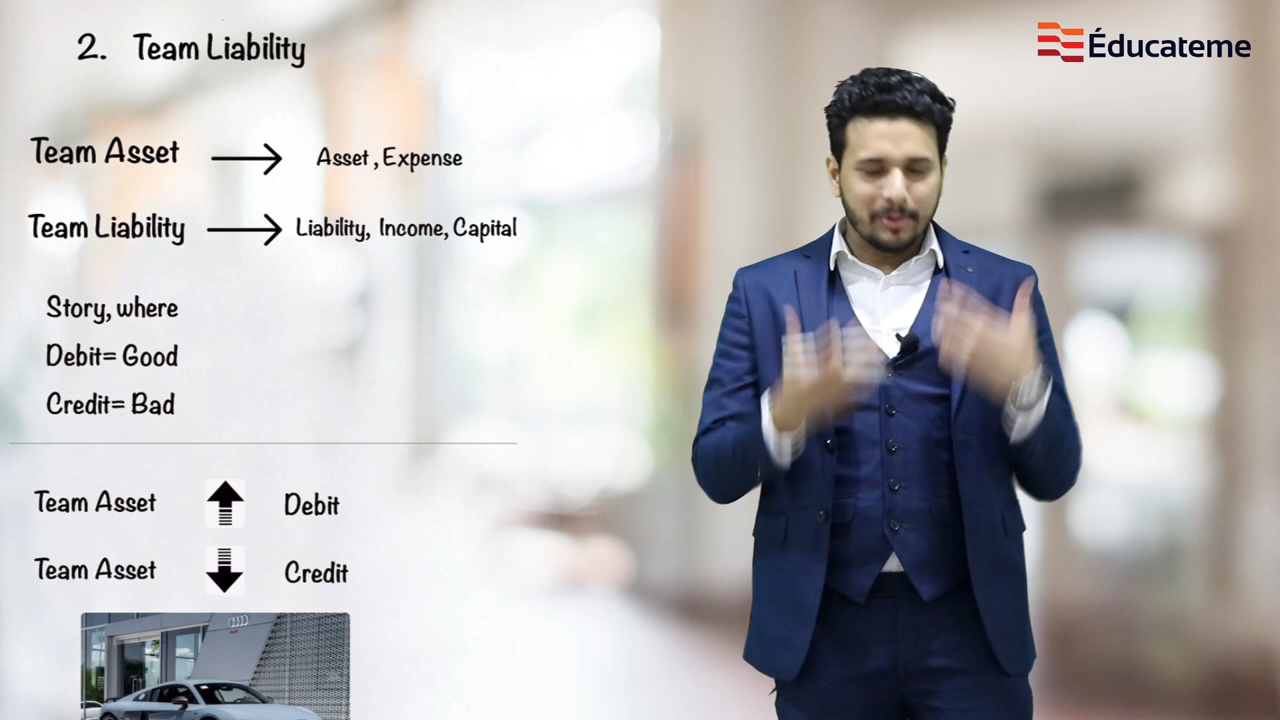 2. Team Liability
Éducateme
Team Asset → Asset, Expense
Team Liability → Liability, Income, Capital
Story, where
Debit= Good
Credit= Bad
Team Asset Debit
Team Asset Credit